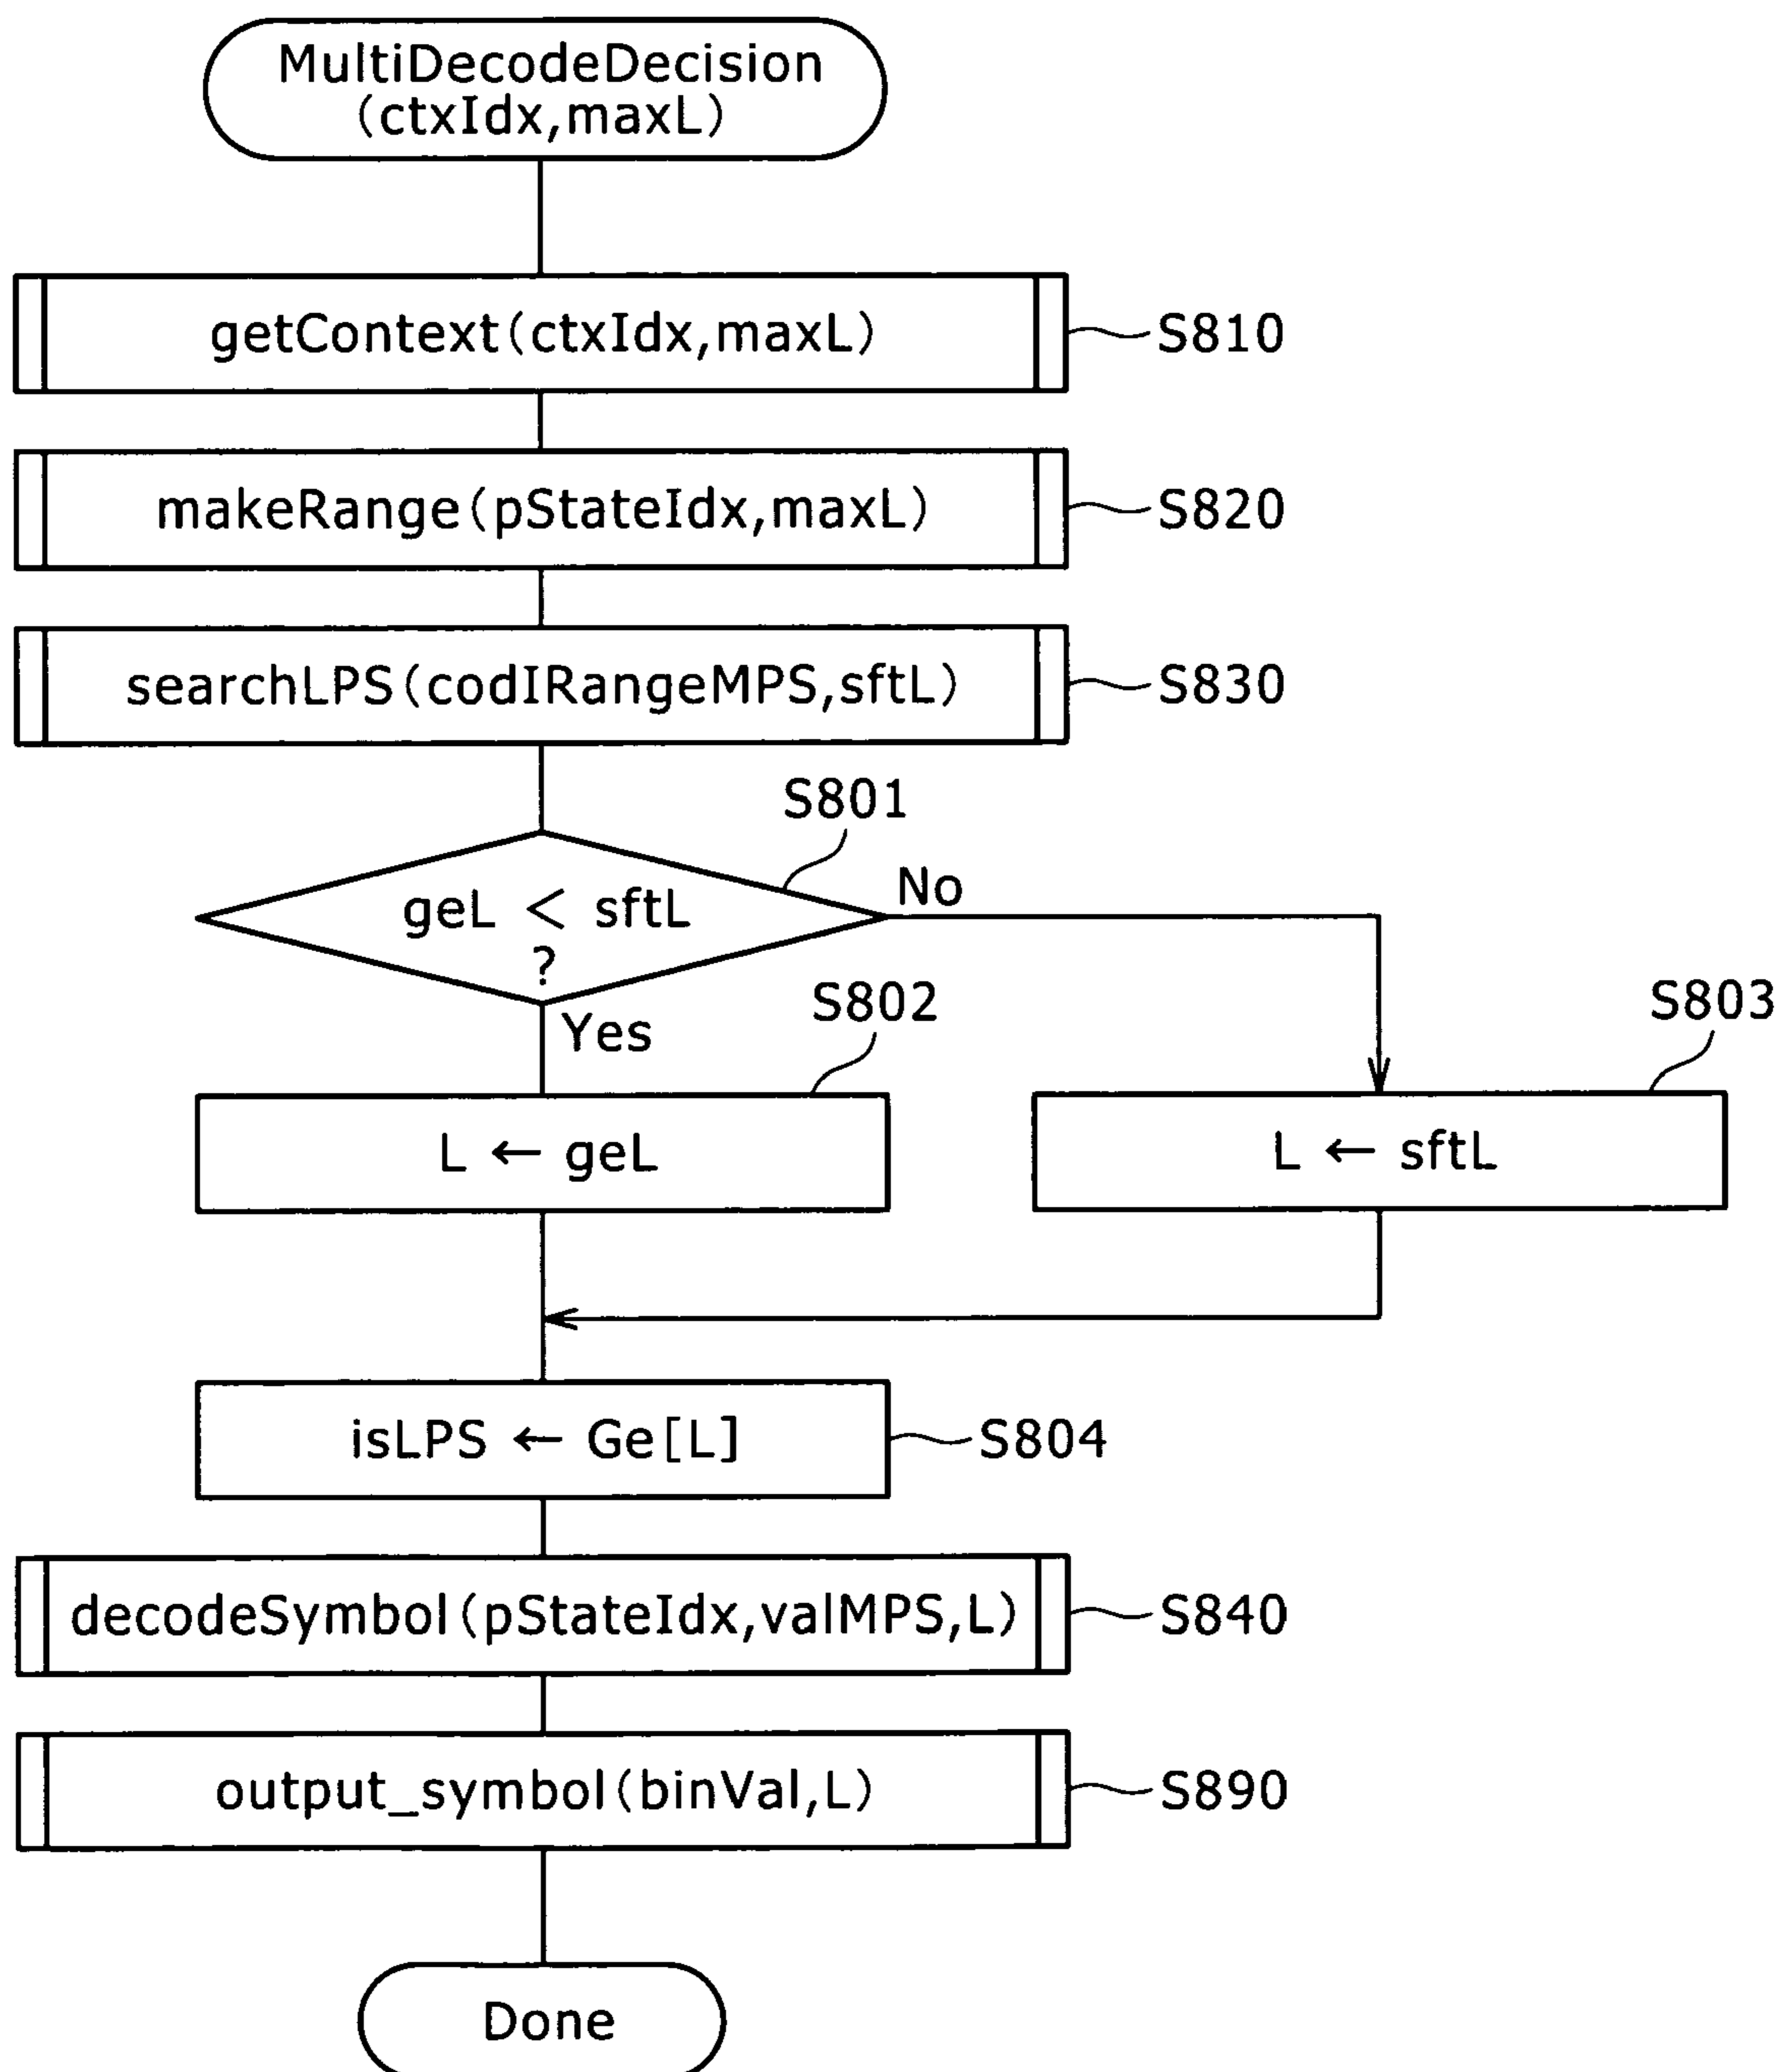 MultiDecodeDecision
(ctxIdx,maxL)
getContext(ctxIdx,maxL)
S810
makeRange(pStateIdx,maxL)
S820
searchLPS(codIRangeMPS,sftL)
S830
S801
geL < sftL
?
No
Yes
S802
S803
L ← geL
L ← sftL
isLPS ← Ge[L]
S804
decodeSymbol(pStateIdx,valMPS,L)
S840
output_symbol(binVal,L)
S890
Done